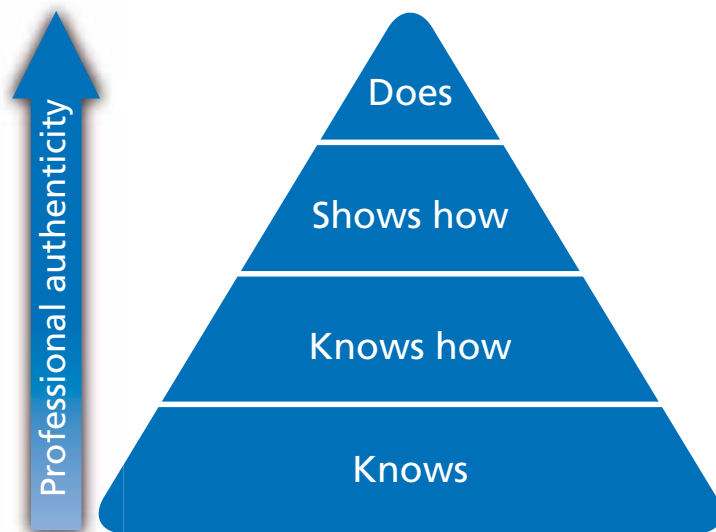 Professional authenticity
Does
Shows how
Knows how
Knows